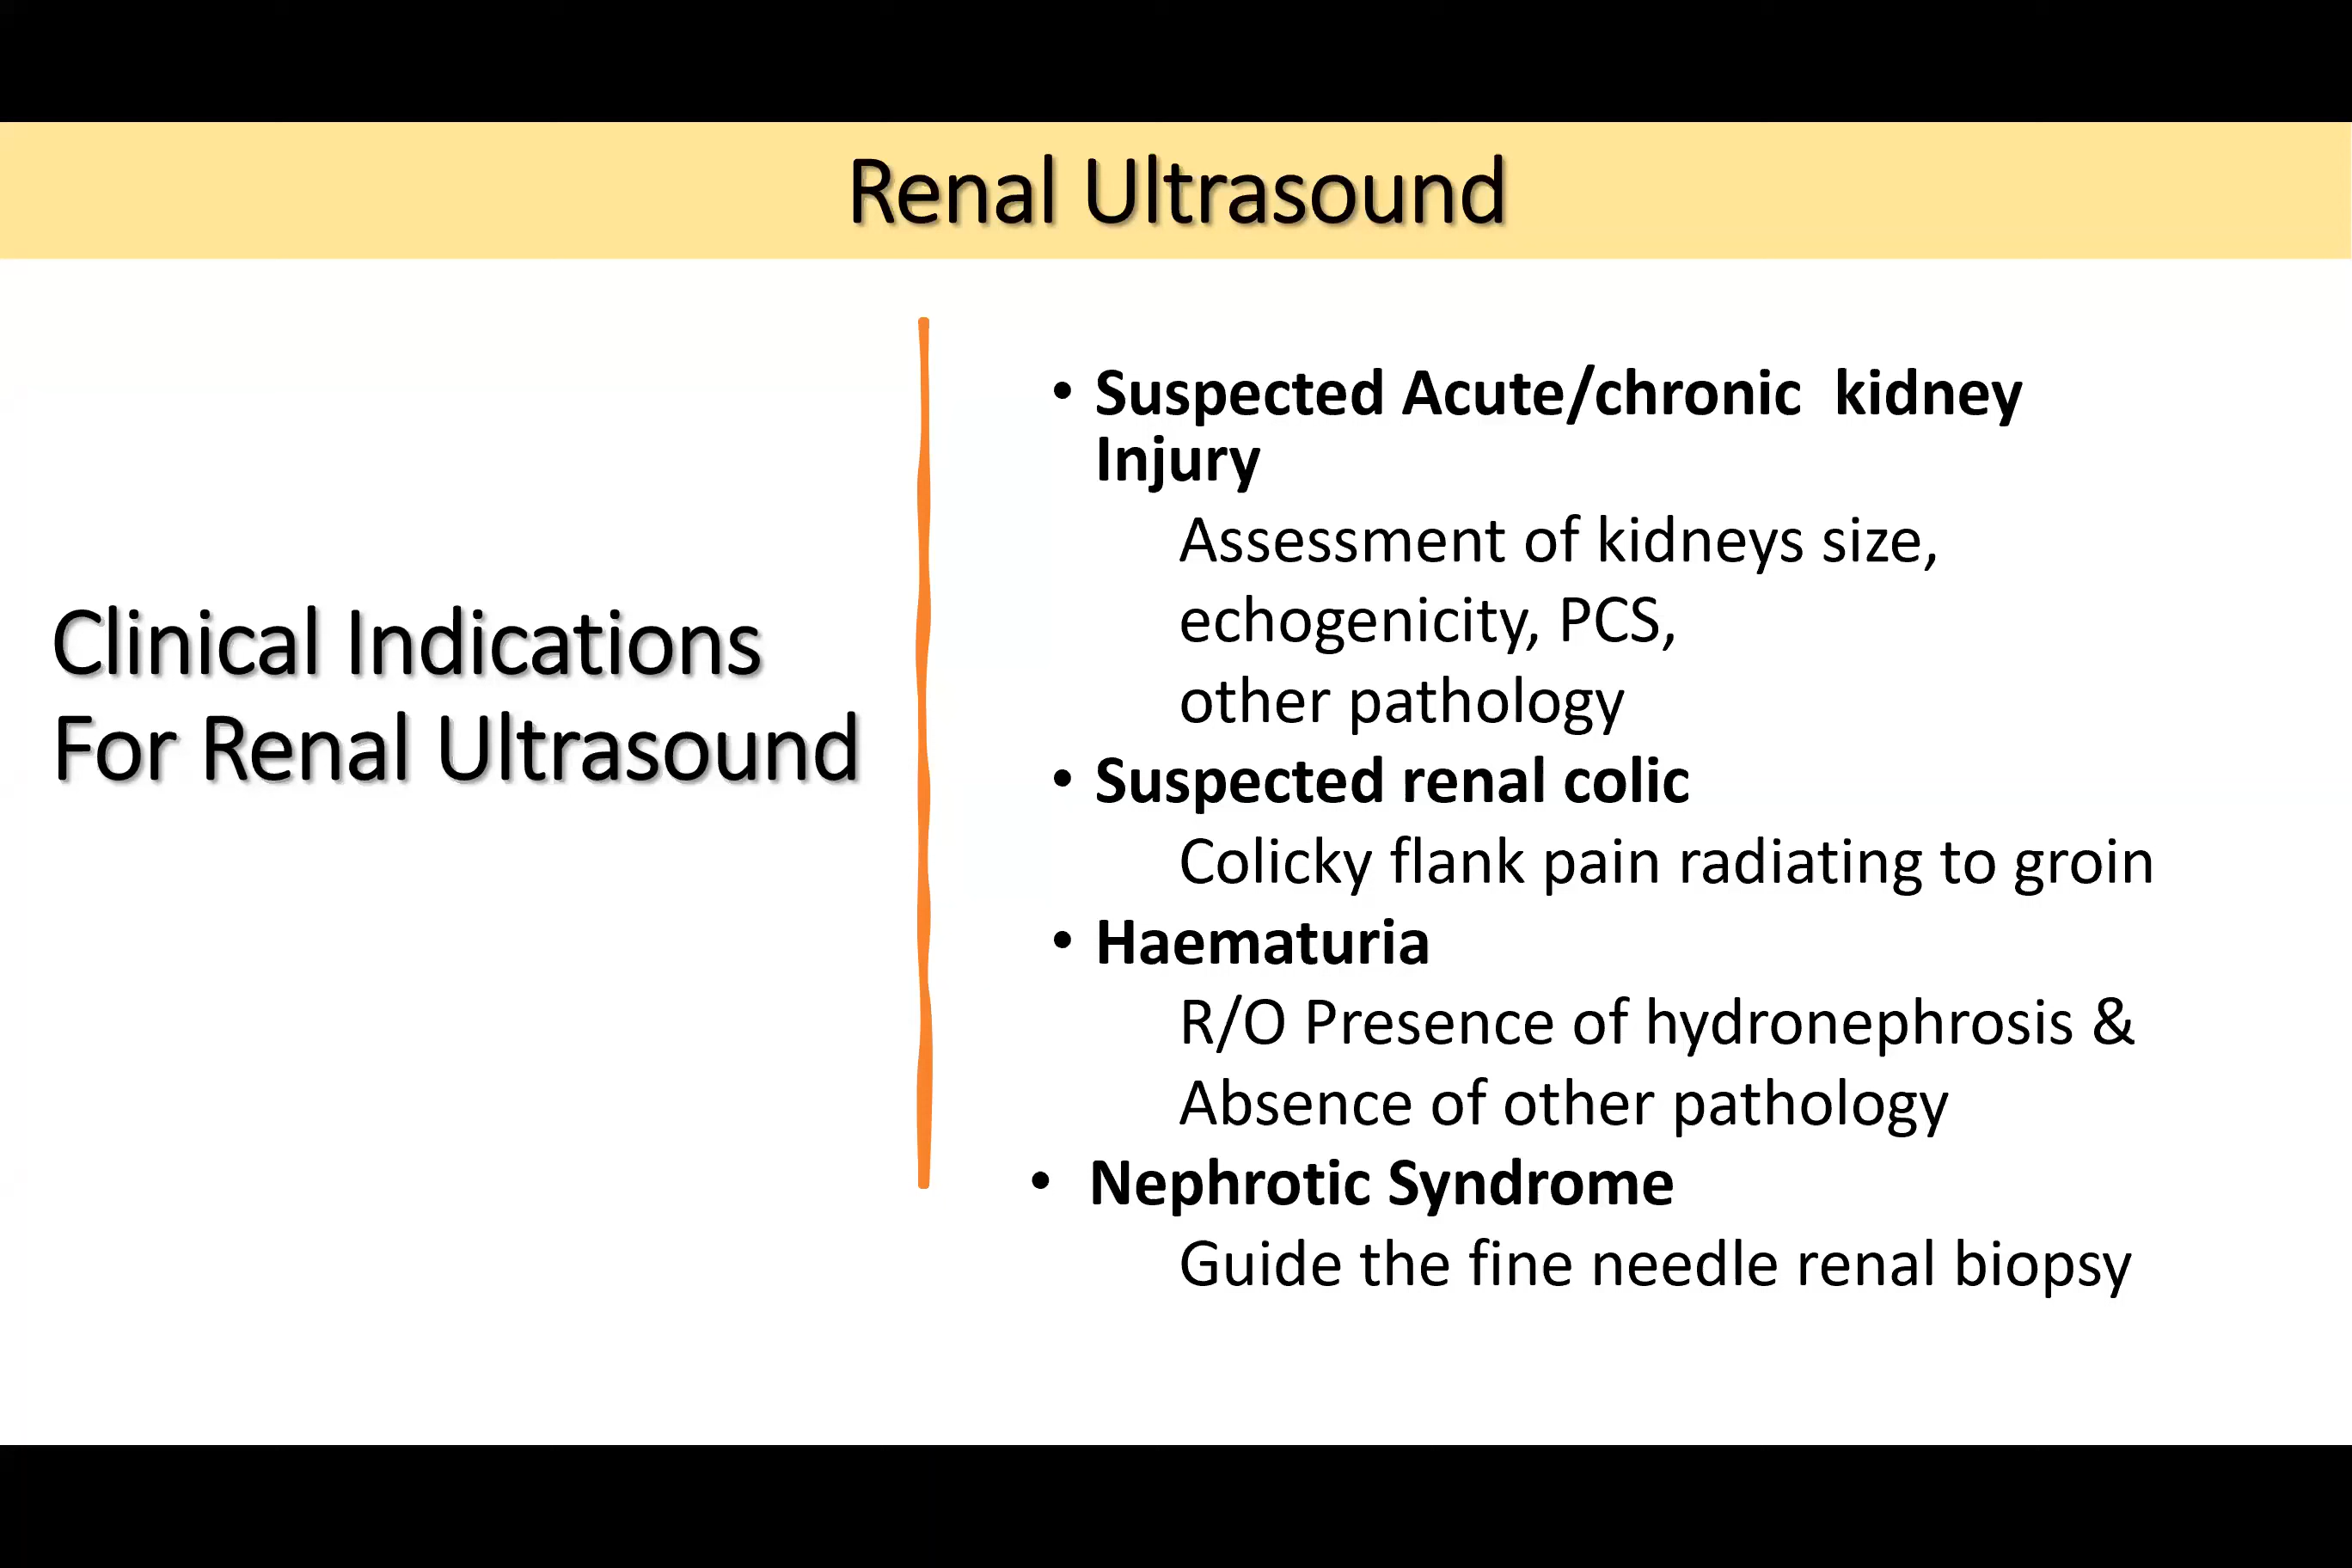 Renal Ultrasound
Clinical Indications
For Renal Ultrasound
• Suspected Acute/chronic  kidney
Injury
Assessment of kidneys size,
echogenicity, PCS,
other pathology
• Suspected renal colic
Colicky flank pain radiating to groin
• Haematuria
R/O Presence of hydronephrosis &
Absence of other pathology
• Nephrotic Syndrome
Guide the fine needle renal biopsy